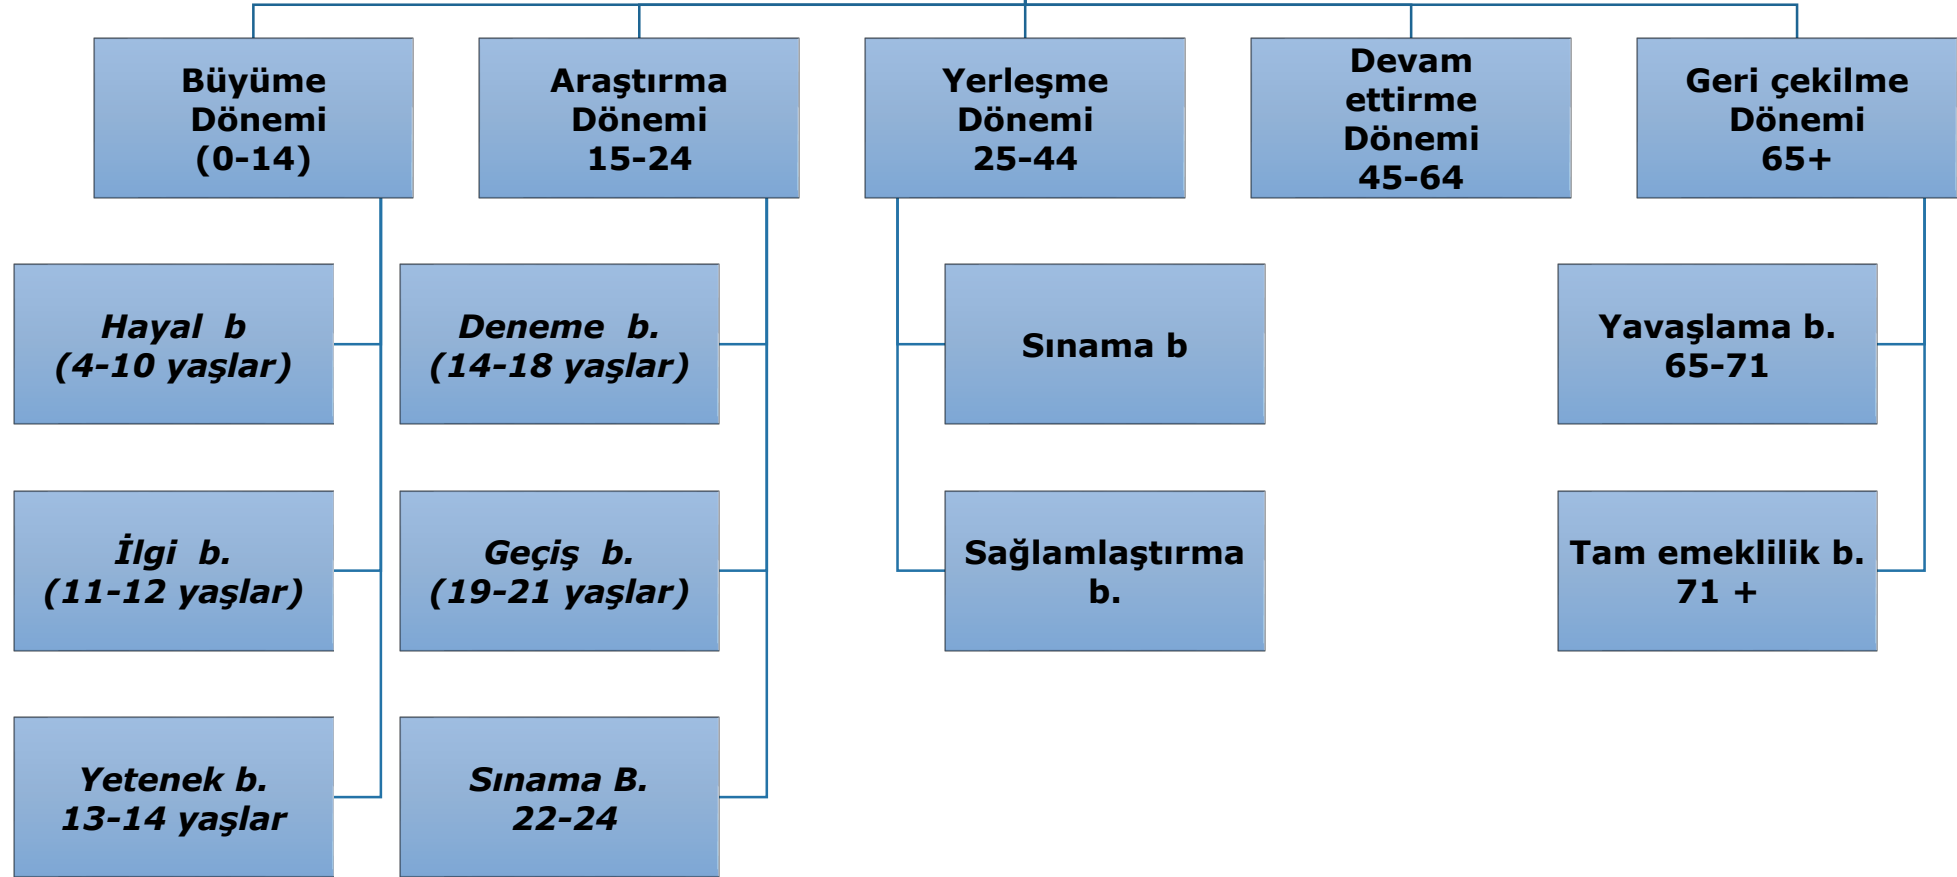 Büyüme
Dönemi
(0-14)
Araştırma
Dönemi
15-24
Yerleşme
Dönemi
25-44
Devam
ettirme
Dönemi
45-64
Geri çekilme
Dönemi
65+
Hayal  b
(4-10 yaşlar)
İlgi  b.
(11-12 yaşlar)
Yetenek b.
13-14 yaşlar
Deneme  b.
(14-18 yaşlar)
Geçiş  b.
(19-21 yaşlar)
Sınama B.
22-24
Sınama b
Sağlamlaştırma
b.
Yavaşlama b.
65-71
Tam emeklilik b.
71 +